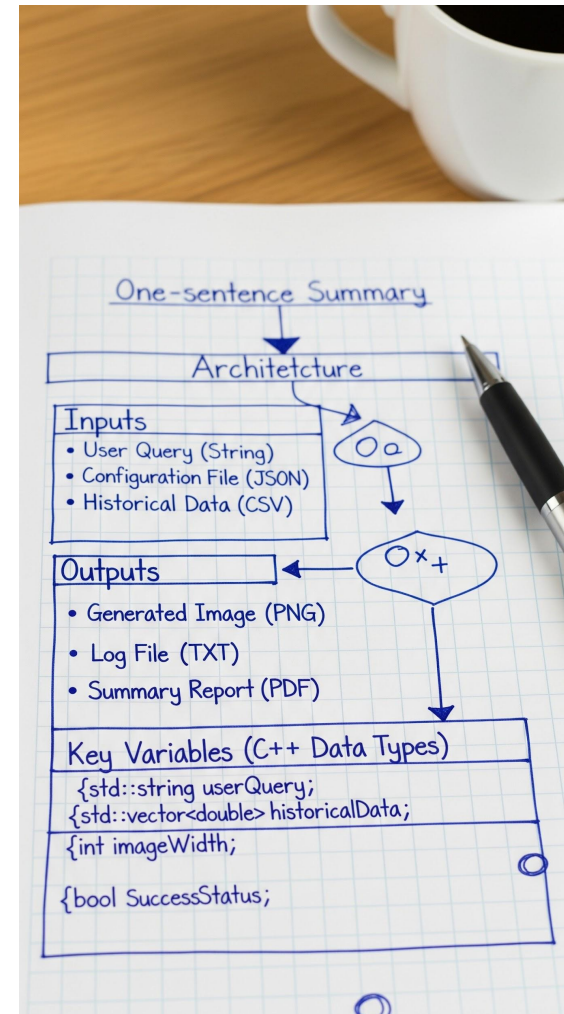 One-sentence Summary
Architetcture
Inputs
• User Query (String)
• Configuration File (JSON)
• Historical Data (CSV)
O a
O x +
Outputs
• Generated Image (PNG)
• Log File (TXT)
• Summary Report (PDF)
Key Variables (C++ Data Types)
{std::string userQuery;
{std::vector<double> historicalData;
{int imageWidth;
{bool SuccessStatus;